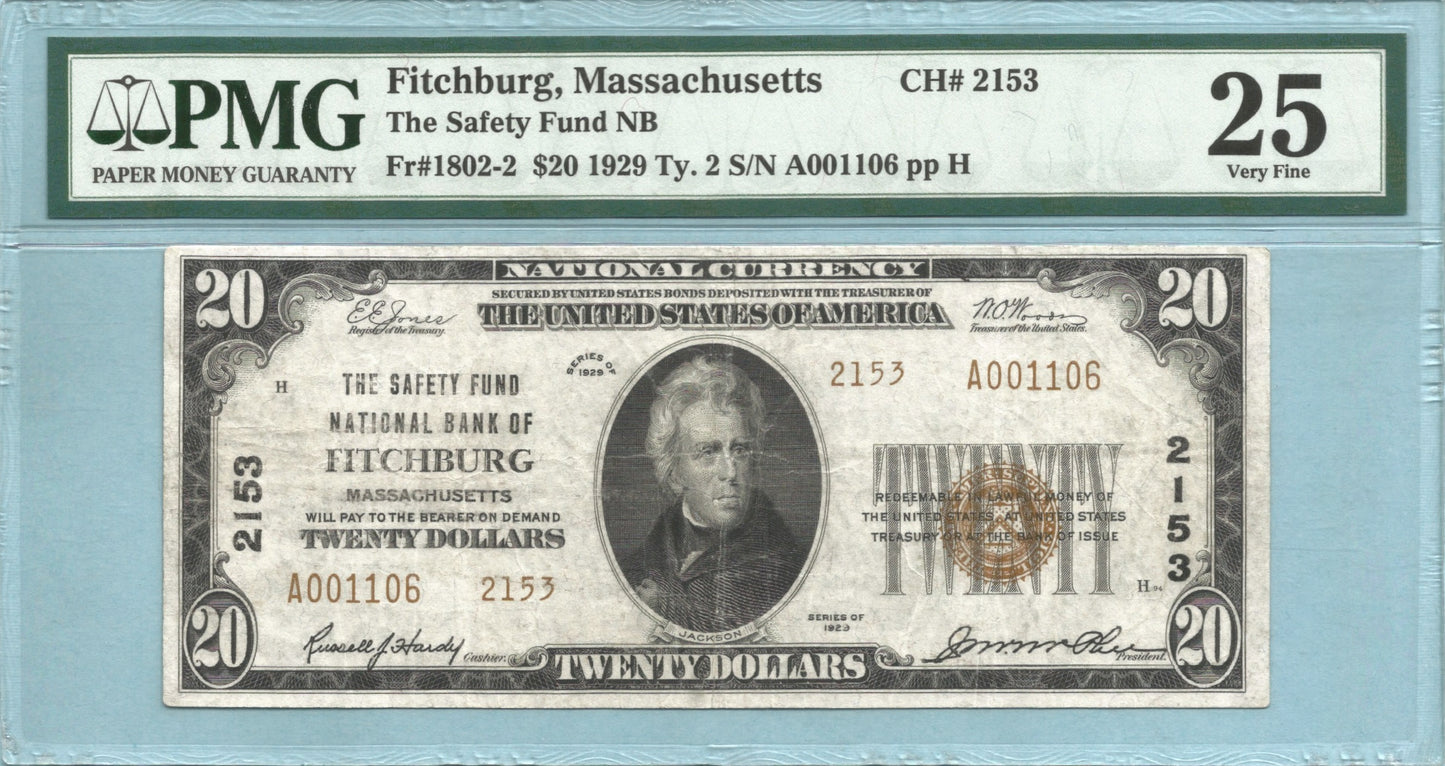 PMG
PAPER MONEY GUARANTY
Fitchburg, Massachusetts CH# 2153
The Safety Fund NB
Fr#1802-2 $20 1929 Ty. 2 S/N A001106 pp H
25
Very Fine
NATIONAL CURRENCY
SECURED BY UNITED STATES BONDS DEPOSITED WITH THE TREASURER OF
THE UNITED STATES OF AMERICA
20
20
E E Jones
Register of the Treasury.
W. O. Woods
Treasurer of the United States.
SERIES OF
1929
2153 A001106
H
THE SAFETY FUND
NATIONAL BANK OF
FITCHBURG
MASSACHUSETTS
WILL PAY TO THE BEARER ON DEMAND
TWENTY DOLLARS
2153
2153
TWENTY
REDEEMABLE IN LAWFUL MONEY OF
THE UNITED STATES AT UNITED STATES
TREASURY OR AT THE BANK OF ISSUE
A001106 2153
H 94
SERIES OF
1929
JACKSON
20
20
Russell J. Hardy
Cashier.
TWENTY DOLLARS
President.